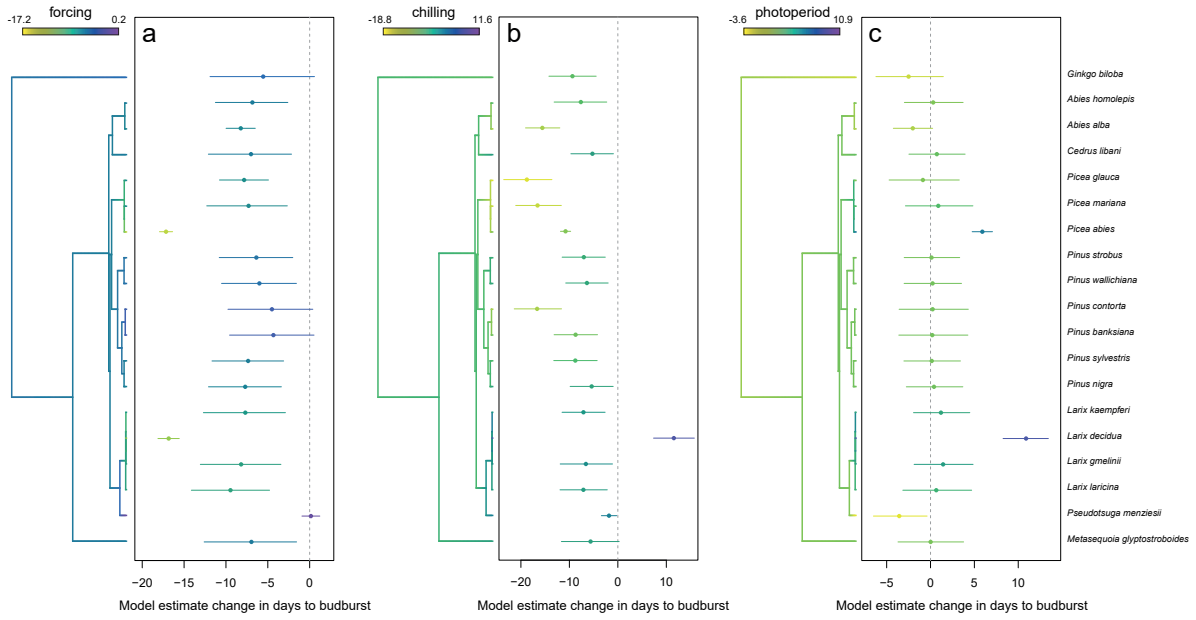 forcing
-17.2 0.2
a
chilling
-18.8 11.6
b
photoperiod
-3.6 10.9
c
Ginkgo biloba
Abies homolepis
Abies alba
Cedrus libani
Picea glauca
Picea mariana
Picea abies
Pinus strobus
Pinus wallichiana
Pinus contorta
Pinus banksiana
Pinus sylvestris
Pinus nigra
Larix kaempferi
Larix decidua
Larix gmelinii
Larix laricina
Pseudotsuga menziesii
Metasequoia glyptostroboides
−20 −15 −10 −5 0
Model estimate change in days to budburst
−20 −10 0 10
Model estimate change in days to budburst
−5 0 5 10
Model estimate change in days to budburst